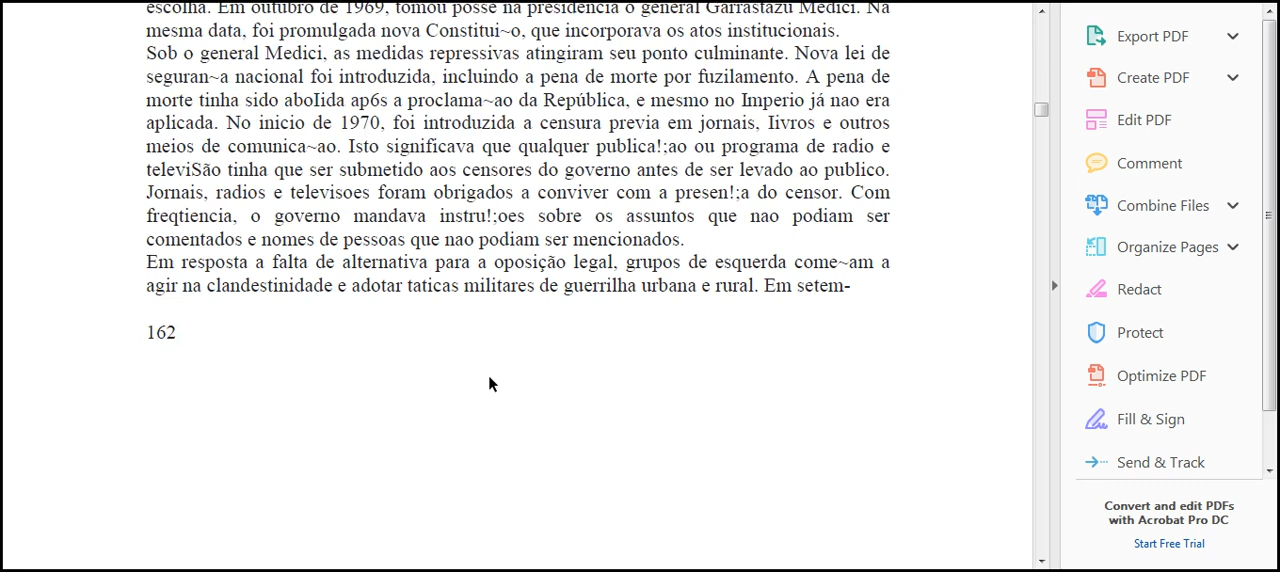 escolha. Em outubro de 1969, tomou posse na presidencia o general Garrastazu Medici. Na
mesma data, foi promulgada nova Constitui~o, que incorporava os atos institucionais.
Sob o general Medici, as medidas repressivas atingiram seu ponto culminante. Nova lei de
seguran~a nacional foi introduzida, incluindo a pena de morte por fuzilamento. A pena de
morte tinha sido aboIida ap6s a proclama~ao da República, e mesmo no Imperio já nao era
aplicada. No inicio de 1970, foi introduzida a censura previa em jornais, Iivros e outros
meios de comunica~ao. Isto significava que qualquer publica!;ao ou programa de radio e
televiSão tinha que ser submetido aos censores do governo antes de ser levado ao publico.
Jornais, radios e televisoes foram obrigados a conviver com a presen!;a do censor. Com
freqtiencia, o governo mandava instru!;oes sobre os assuntos que nao podiam ser
comentados e nomes de pessoas que nao podiam ser mencionados.
Em resposta a falta de alternativa para a oposição legal, grupos de esquerda come~am a
agir na clandestinidade e adotar taticas militares de guerrilha urbana e rural. Em setem-
162
Export PDF
Create PDF
Edit PDF
Comment
Combine Files
Organize Pages
Redact
Protect
Optimize PDF
Fill & Sign
Send & Track
Convert and edit PDFs
with Acrobat Pro DC
Start Free Trial